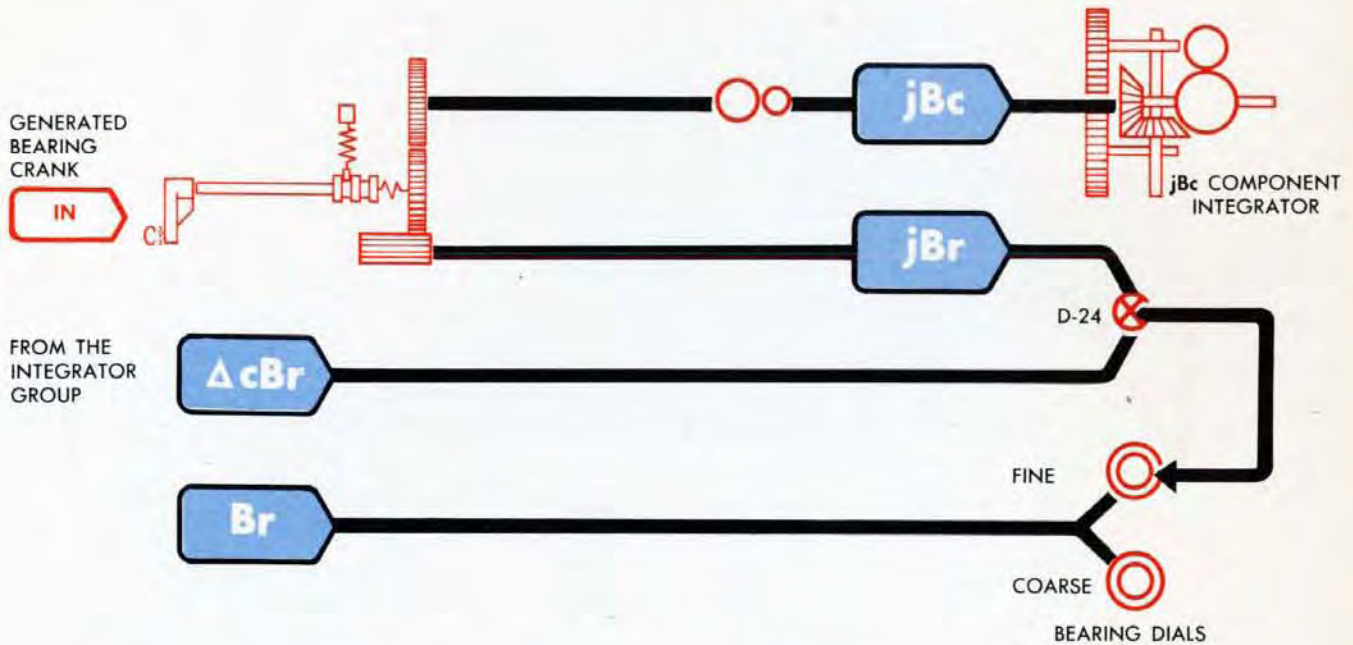 GENERATED
BEARING
CRANK
IN
jBc
jBc COMPONENT
INTEGRATOR
jBr
D-24
FROM THE
INTEGRATOR
GROUP
ΔcBr
Br
FINE
COARSE
BEARING DIALS